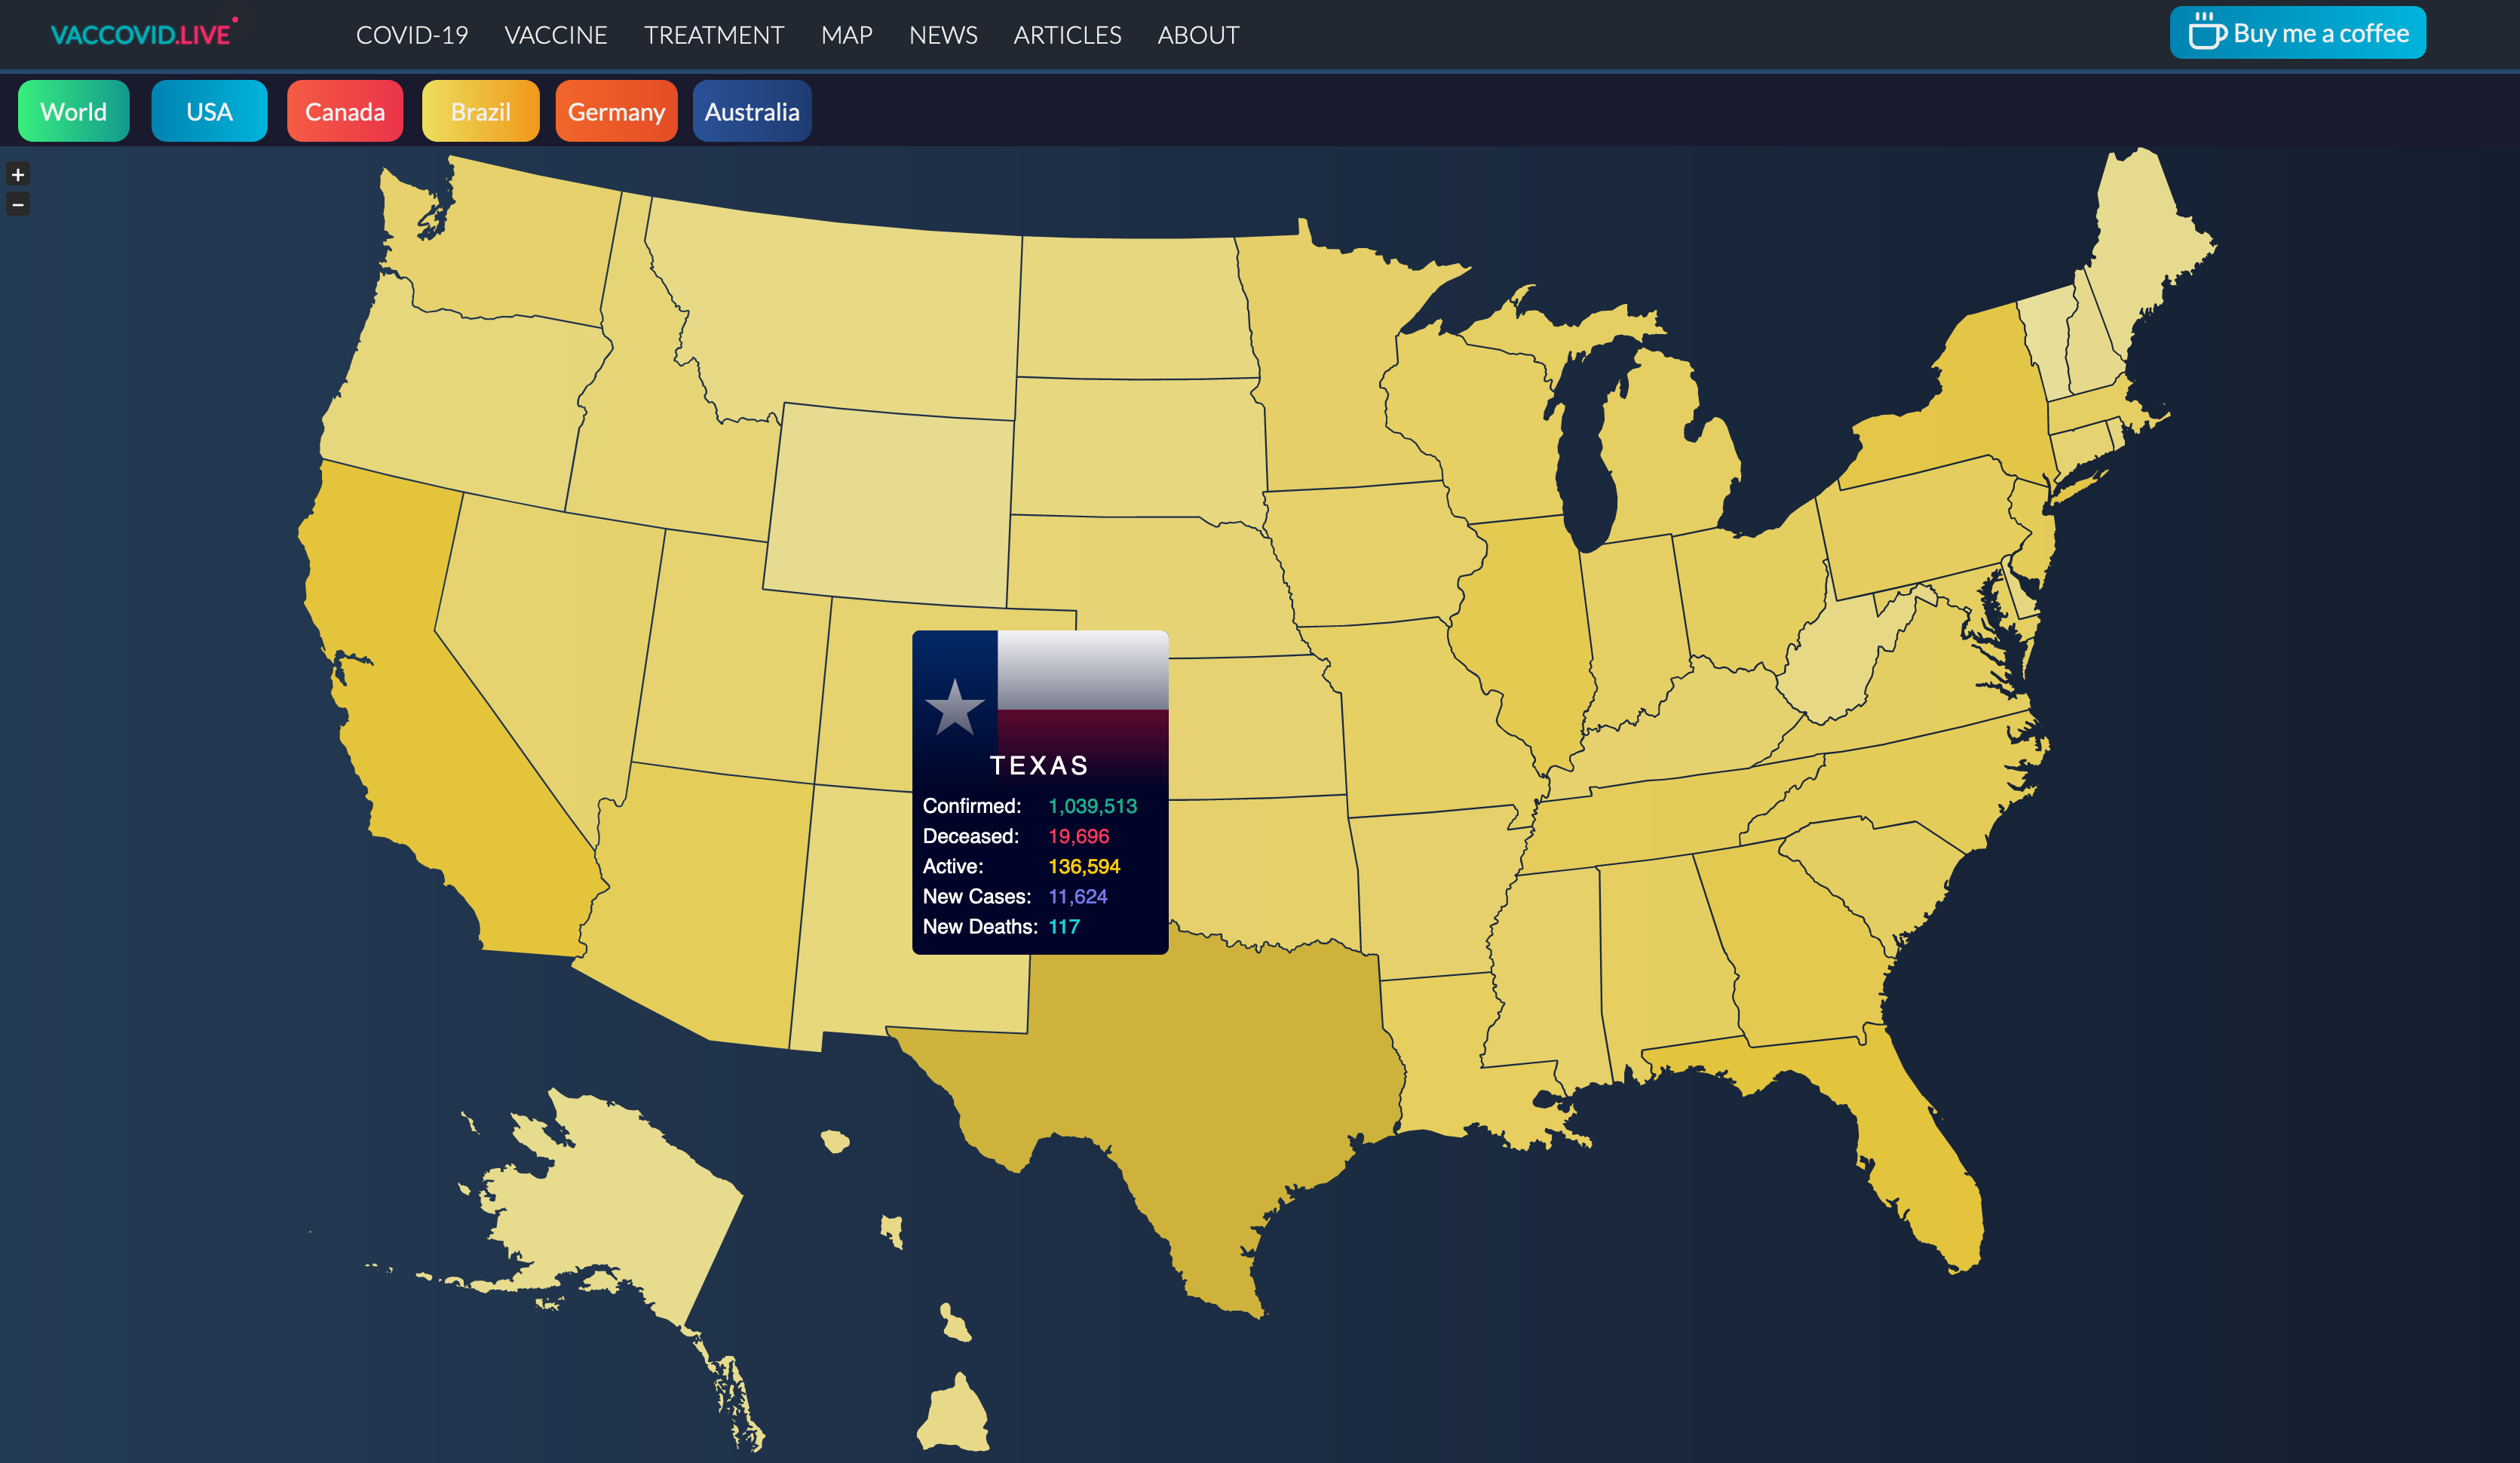 VACCOVID.LIVE
COVID-19 VACCINE TREATMENT MAP NEWS ARTICLES ABOUT
Buy me a coffee
World USA Canada Brazil Germany Australia
+
−
TEXAS
Confirmed: 1,039,513
Deceased: 19,696
Active: 136,594
New Cases: 11,624
New Deaths: 117